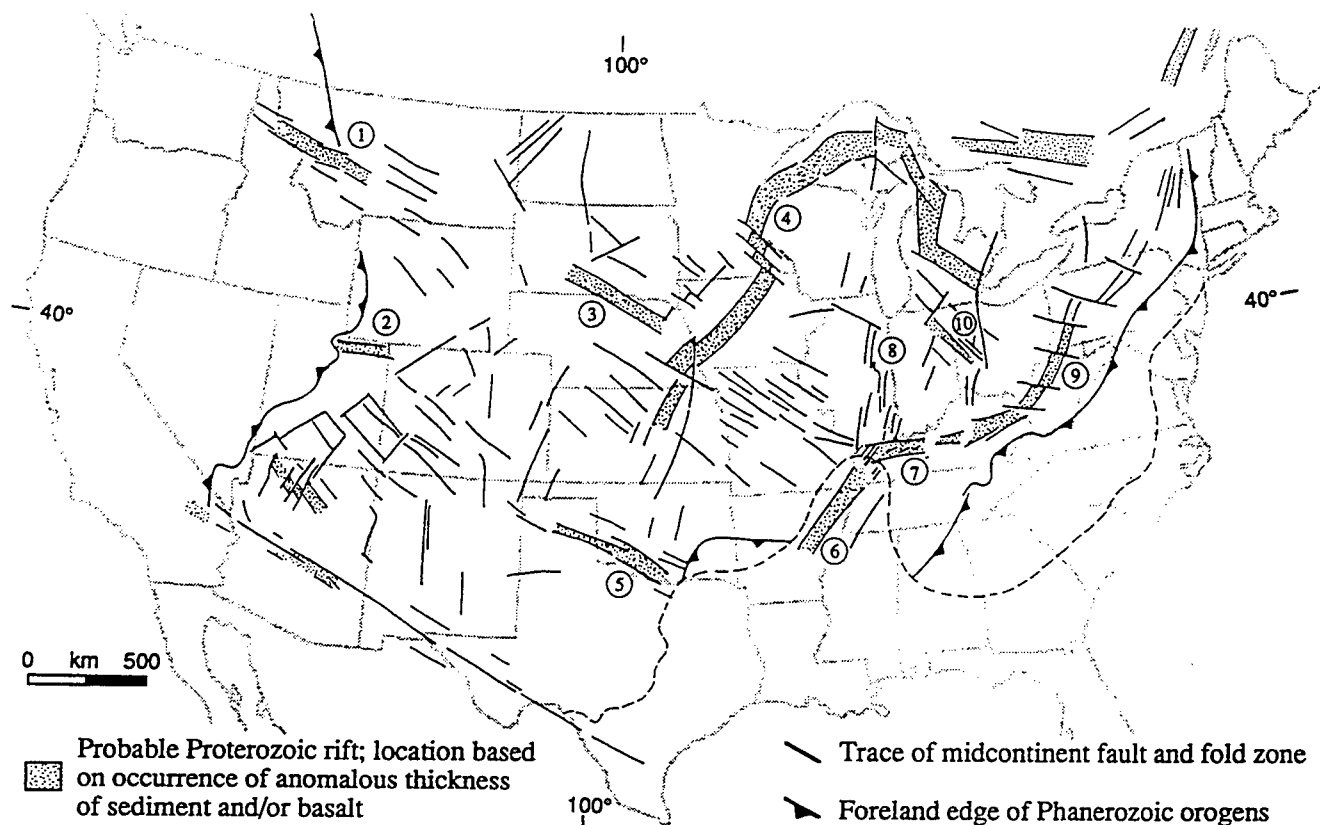 100°
40°
40°
①
②
③
④
⑤
⑥
⑦
⑧
⑨
⑩
0 km 500
Probable Proterozoic rift; location based
on occurrence of anomalous thickness
of sediment and/or basalt
100°
Trace of midcontinent fault and fold zone
Foreland edge of Phanerozoic orogens